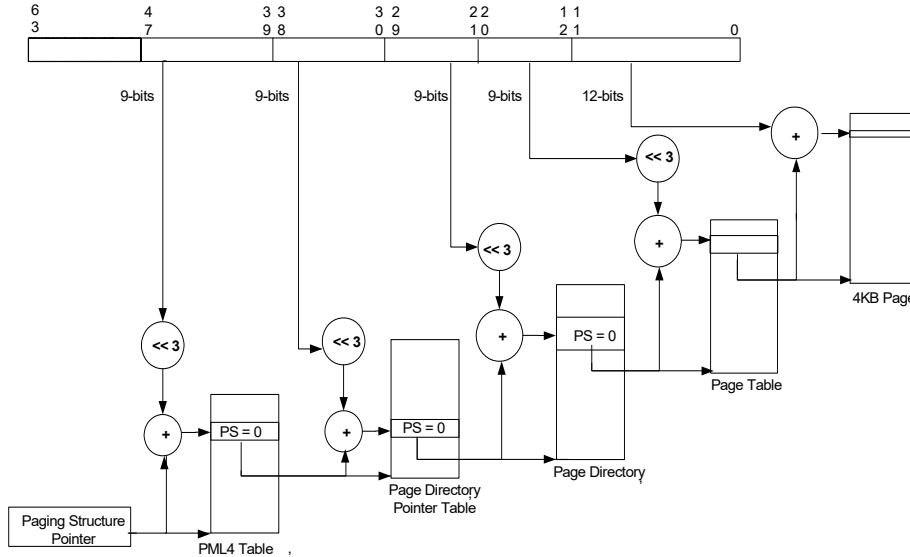 6 4 3 3 3 2 2 2 1 1
3 7 9 8 0 9 1 0 2 1 0
9-bits 9-bits 9-bits 9-bits 12-bits
+
<< 3
+
<< 3
4KB Page
+
PS = 0
<< 3 << 3
Page Table
+ PS = 0 + PS = 0
Page Directory,
Page Directory,
Pointer Table
Paging Structure
Pointer
PML4 Table ,